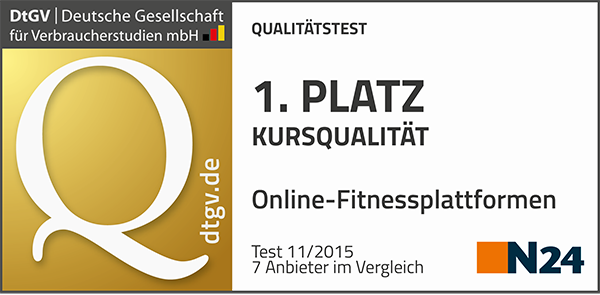 DtGV | Deutsche Gesellschaft
für Verbraucherstudien mbH
Q
dtgv.de
QUALITÄTSTEST
1. PLATZ
KURSQUALITÄT
Online-Fitnessplattformen
Test 11/2015
7 Anbieter im Vergleich
N24